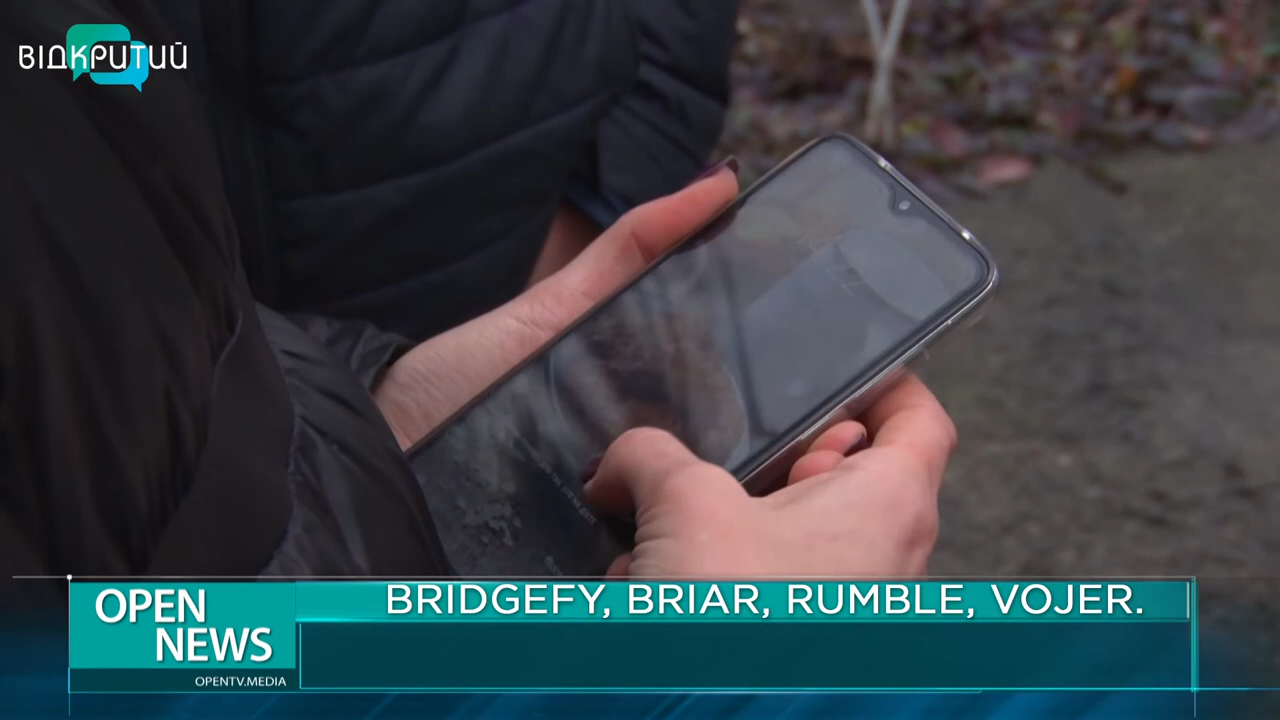 ВІДКРИТИЙ
BRIDGEFY, BRIAR, RUMBLE, VOJER.
OPEN
NEWS
OPENTV.MEDIA